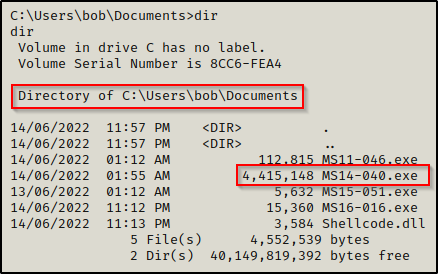 C:\Users\bob\Documents>dir
dir
 Volume in drive C has no label.
 Volume Serial Number is 8CC6-FEA4
 Directory of C:\Users\bob\Documents
14/06/2022  11:57 PM    <DIR>          .
14/06/2022  11:57 PM    <DIR>          ..
14/06/2022  01:12 AM           112,815 MS11-046.exe
14/06/2022  01:55 AM         4,415,148 MS14-040.exe
13/06/2022  01:12 AM             5,632 MS15-051.exe
14/06/2022  11:12 PM            15,360 MS16-016.exe
14/06/2022  11:13 PM             3,584 Shellcode.dll
               5 File(s)      4,552,539 bytes
               2 Dir(s)  40,149,819,392 bytes free